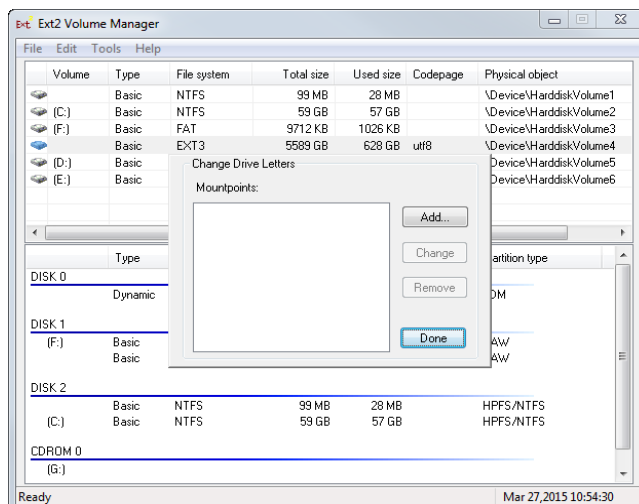 Ext2 Volume Manager
File Edit Tools Help
Volume Type File system Total size Used size Codepage Physical object
Basic NTFS 99 MB 28 MB \Device\HarddiskVolume1
(C:) Basic NTFS 59 GB 57 GB \Device\HarddiskVolume2
(F:) Basic FAT 9712 KB 1026 KB \Device\HarddiskVolume3
Basic EXT3 5589 GB 628 GB utf8 \Device\HarddiskVolume4
(D:) Basic \Device\HarddiskVolume5
(E:) Basic \Device\HarddiskVolume6
Change Drive Letters
Mountpoints:
Add...
Change
Remove
Done
Type artition type
DISK 0
Dynamic DM
DISK 1
(F:) Basic AW
Basic AW
DISK 2
Basic NTFS 99 MB 28 MB HPFS/NTFS
(C:) Basic NTFS 59 GB 57 GB HPFS/NTFS
CDROM 0
(G:)
Ready Mar 27,2015 10:54:30